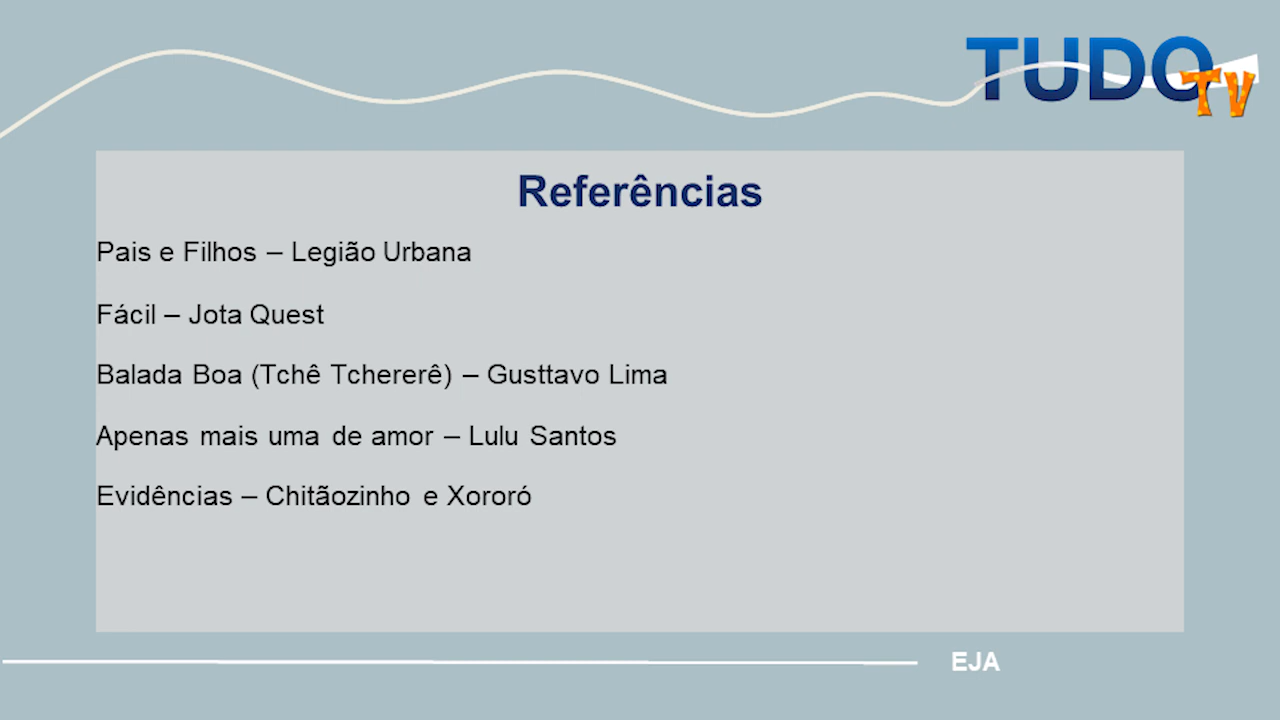 TUDO
TV
Referências
Pais e Filhos – Legião Urbana
Fácil – Jota Quest
Balada Boa (Tchê Tchererê) – Gusttavo Lima
Apenas mais uma de amor – Lulu Santos
Evidências – Chitãozinho e Xororó
EJA